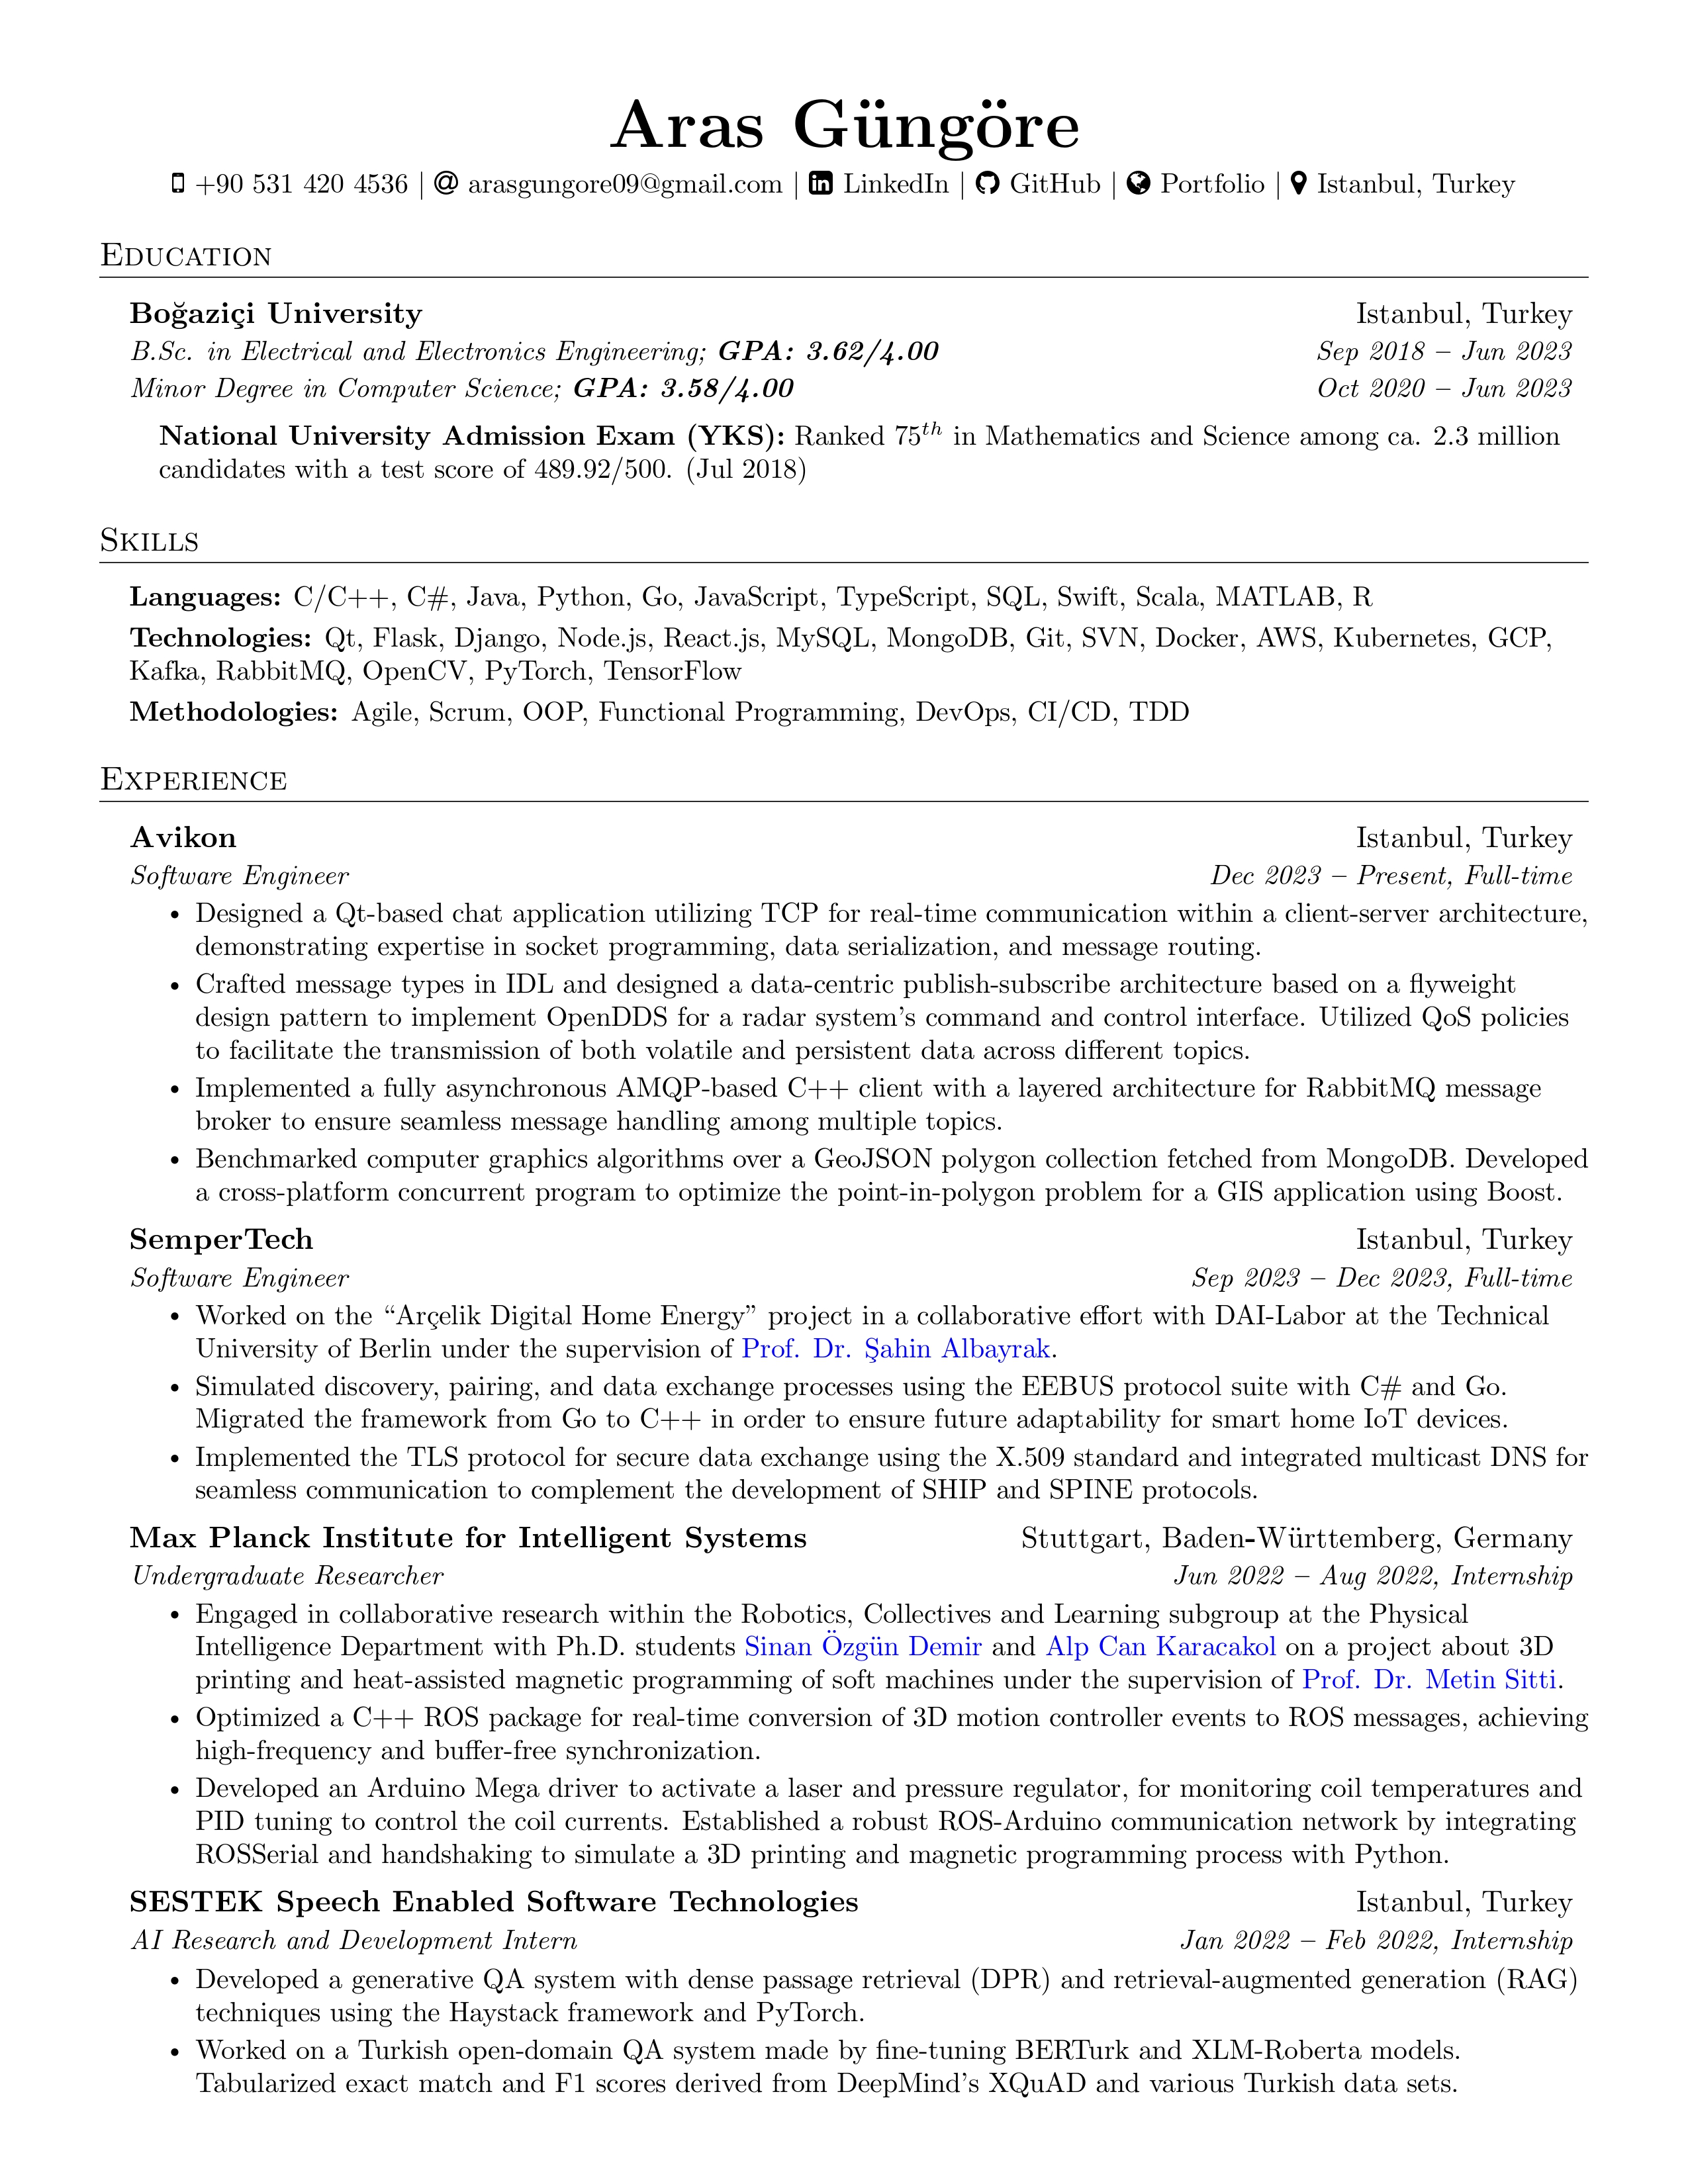 Aras Güngöre
+90 531 420 4536 | arasgungore09@gmail.com | LinkedIn | GitHub | Portfolio | Istanbul, Turkey
Education
Boğaziçi University Istanbul, Turkey
B.Sc. in Electrical and Electronics Engineering; GPA: 3.62/4.00 Sep 2018 – Jun 2023
Minor Degree in Computer Science; GPA: 3.58/4.00 Oct 2020 – Jun 2023
National University Admission Exam (YKS): Ranked 75th in Mathematics and Science among ca. 2.3 million
candidates with a test score of 489.92/500. (Jul 2018)
Skills
Languages: C/C++, C#, Java, Python, Go, JavaScript, TypeScript, SQL, Swift, Scala, MATLAB, R
Technologies: Qt, Flask, Django, Node.js, React.js, MySQL, MongoDB, Git, SVN, Docker, AWS, Kubernetes, GCP,
Kafka, RabbitMQ, OpenCV, PyTorch, TensorFlow
Methodologies: Agile, Scrum, OOP, Functional Programming, DevOps, CI/CD, TDD
Experience
Avikon Istanbul, Turkey
Software Engineer Dec 2023 – Present, Full-time
• Designed a Qt-based chat application utilizing TCP for real-time communication within a client-server architecture,
demonstrating expertise in socket programming, data serialization, and message routing.
• Crafted message types in IDL and designed a data-centric publish-subscribe architecture based on a flyweight
design pattern to implement OpenDDS for a radar system's command and control interface. Utilized QoS policies
to facilitate the transmission of both volatile and persistent data across different topics.
• Implemented a fully asynchronous AMQP-based C++ client with a layered architecture for RabbitMQ message
broker to ensure seamless message handling among multiple topics.
• Benchmarked computer graphics algorithms over a GeoJSON polygon collection fetched from MongoDB. Developed
a cross-platform concurrent program to optimize the point-in-polygon problem for a GIS application using Boost.
SemperTech Istanbul, Turkey
Software Engineer Sep 2023 – Dec 2023, Full-time
• Worked on the “Arçelik Digital Home Energy” project in a collaborative effort with DAI-Labor at the Technical
University of Berlin under the supervision of Prof. Dr. Şahin Albayrak.
• Simulated discovery, pairing, and data exchange processes using the EEBUS protocol suite with C# and Go.
Migrated the framework from Go to C++ in order to ensure future adaptability for smart home IoT devices.
• Implemented the TLS protocol for secure data exchange using the X.509 standard and integrated multicast DNS for
seamless communication to complement the development of SHIP and SPINE protocols.
Max Planck Institute for Intelligent Systems Stuttgart, Baden-Württemberg, Germany
Undergraduate Researcher Jun 2022 – Aug 2022, Internship
• Engaged in collaborative research within the Robotics, Collectives and Learning subgroup at the Physical
Intelligence Department with Ph.D. students Sinan Özgün Demir and Alp Can Karacakol on a project about 3D
printing and heat-assisted magnetic programming of soft machines under the supervision of Prof. Dr. Metin Sitti.
• Optimized a C++ ROS package for real-time conversion of 3D motion controller events to ROS messages, achieving
high-frequency and buffer-free synchronization.
• Developed an Arduino Mega driver to activate a laser and pressure regulator, for monitoring coil temperatures and
PID tuning to control the coil currents. Established a robust ROS-Arduino communication network by integrating
ROSSerial and handshaking to simulate a 3D printing and magnetic programming process with Python.
SESTEK Speech Enabled Software Technologies Istanbul, Turkey
AI Research and Development Intern Jan 2022 – Feb 2022, Internship
• Developed a generative QA system with dense passage retrieval (DPR) and retrieval-augmented generation (RAG)
techniques using the Haystack framework and PyTorch.
• Worked on a Turkish open-domain QA system made by fine-tuning BERTurk and XLM-Roberta models.
Tabularized exact match and F1 scores derived from DeepMind's XQuAD and various Turkish data sets.